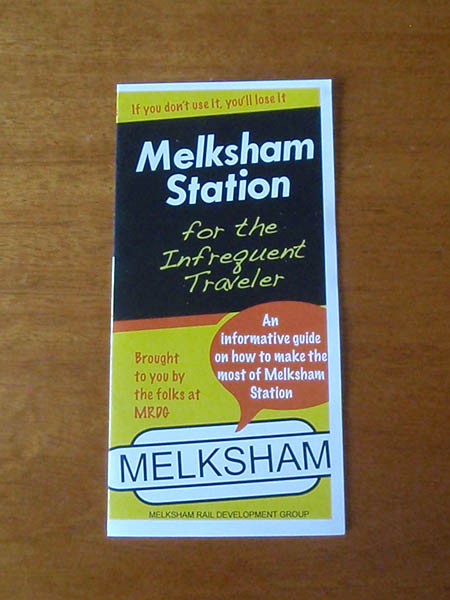 If you don't use it, you'll lose it
Melksham
Station
for the
Infrequent
Traveler
An
informative guide
on how to make the
most of Melksham
Station
Brought
to you by
the folks at
MRDG
MELKSHAM
MELKSHAM RAIL DEVELOPMENT GROUP